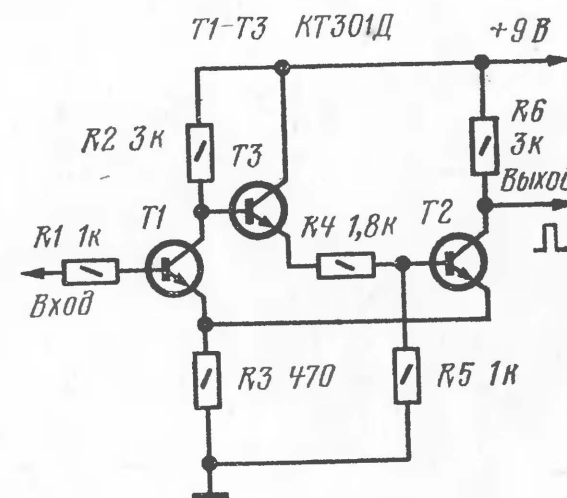 Т1-Т3 КТ301Д
+9 В
R2 3к
Т3
R6
3к
Выход
R1 1к
Т1
R4 1,8к
Т2
Вход
R3 470
R5 1к